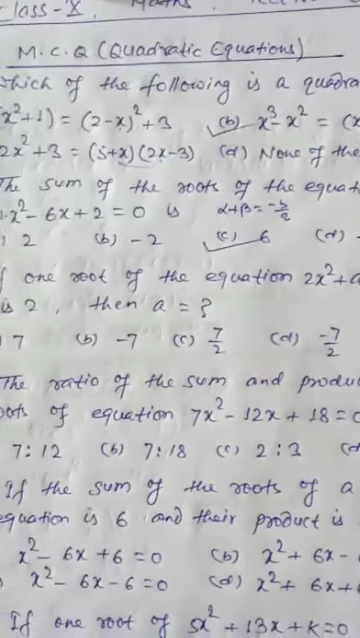 Class-X. Maths
M.C.Q (Quadratic Equations)
Which of the following is a quadra
(x²+1) = (2-x)²+3 (b) x³-x² = (x
2x²+3 = (5+x)(2x-3) (d) None of the
The sum of the roots of the equat
x²-6x+2=0 is α+β=-b/a
2 (b) -2 (c) 6 (d) -
one root of the equation 2x²+a
is 2, then a = ?
7 (b) -7 (c) 7/2 (d) -7/2
The ratio of the sum and produc
oots of equation 7x²-12x+18=0
7:12 (b) 7:18 (c) 2:3 (d
If the sum of the roots of a
equation is 6 and their product is
x²-6x+6=0 (b) x²+6x-
x²-6x-6=0 (d) x²+6x+
If one root of 5x²+13x+k=0